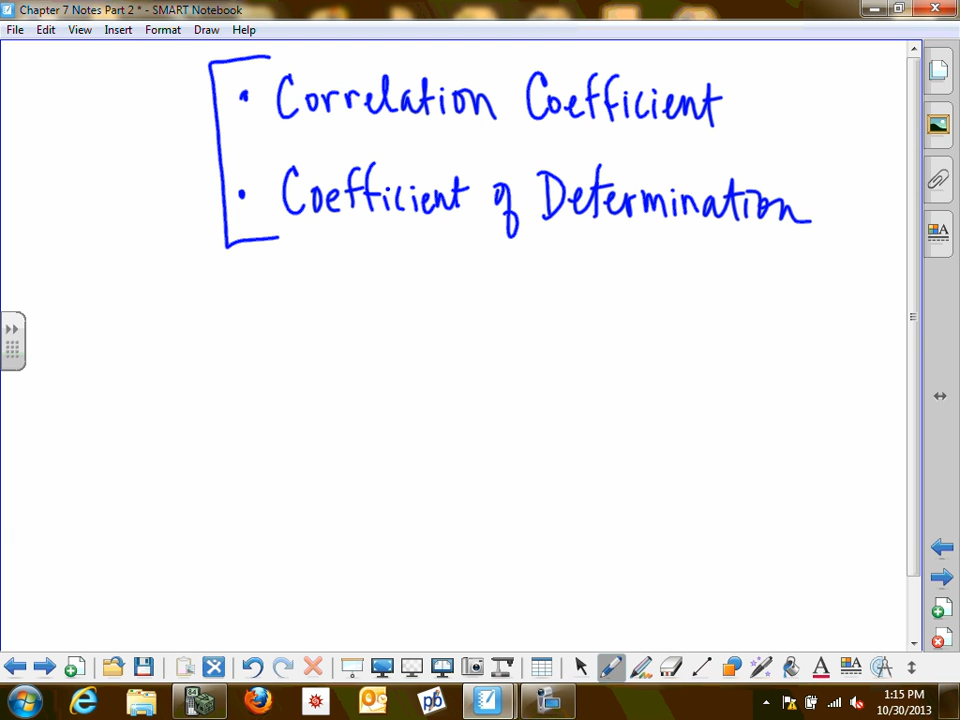 Chapter 7 Notes Part 2 * - SMART Notebook
File Edit View Insert Format Draw Help
• Correlation Coefficient
• Coefficient of Determination
1:15 PM
10/30/2013